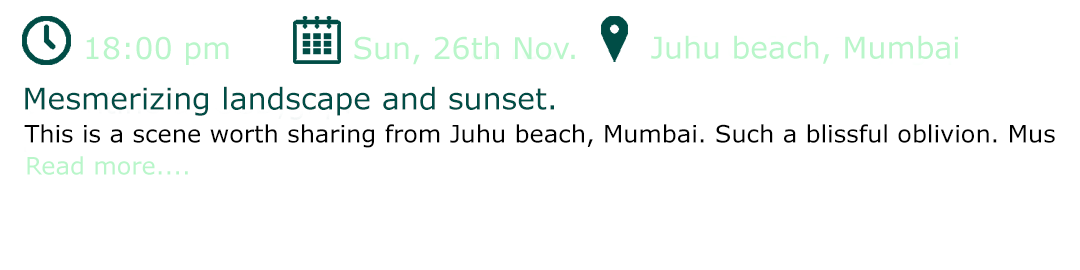 18:00 pm Sun, 26th Nov. Juhu beach, Mumbai
Mesmerizing landscape and sunset.
This is a scene worth sharing from Juhu beach, Mumbai. Such a blissful oblivion. Mus
Read more....